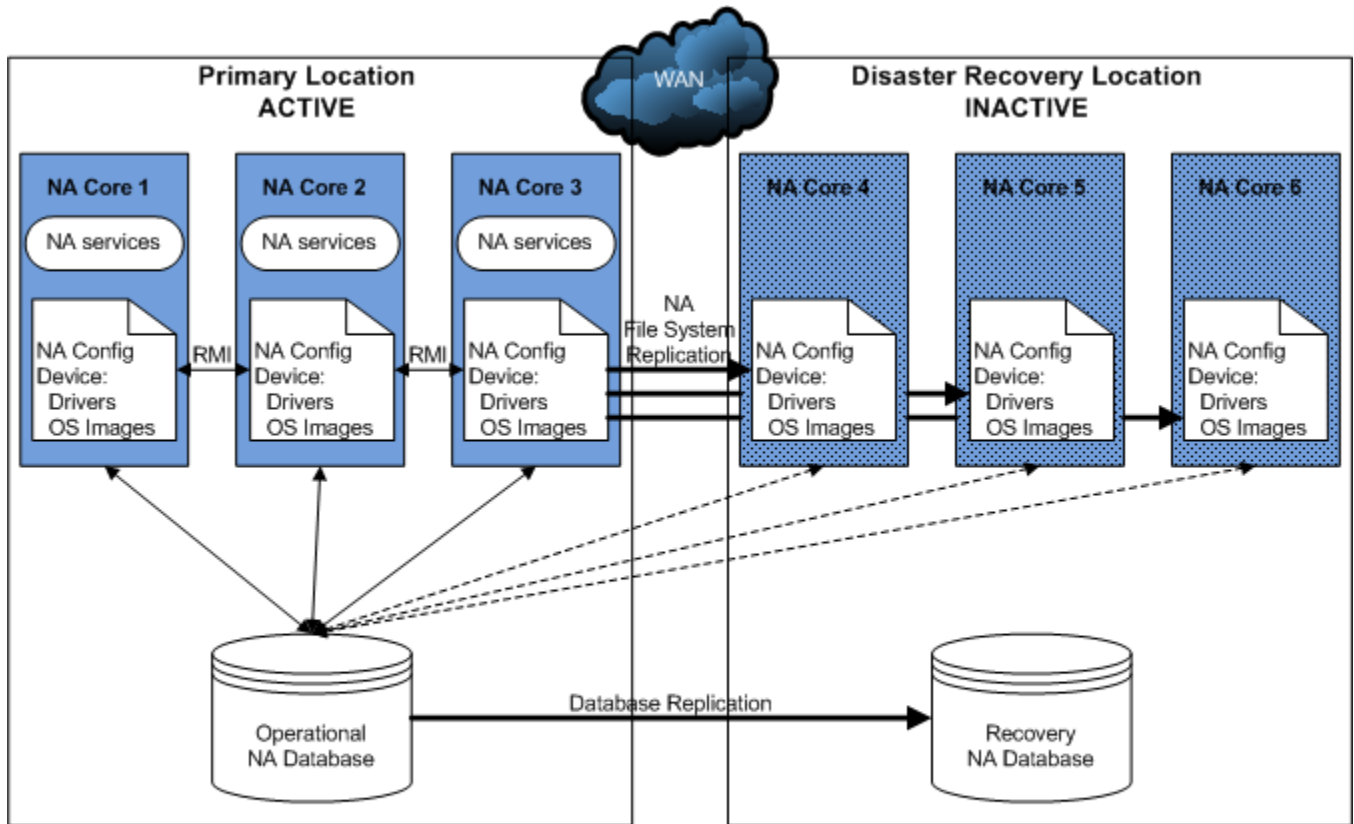 WAN
Primary Location
ACTIVE
Disaster Recovery Location
INACTIVE
NA Core 1
NA services
NA Config
Device:
Drivers
OS Images
RMI
NA Core 2
NA services
NA Config
Device:
Drivers
OS Images
RMI
NA Core 3
NA services
NA Config
Device:
Drivers
OS Images
NA
File System
Replication
NA Core 4
NA Config
Device:
Drivers
OS Images
NA Core 5
NA Config
Device:
Drivers
OS Images
NA Core 6
NA Config
Device:
Drivers
OS Images
Operational
NA Database
Database Replication
Recovery
NA Database